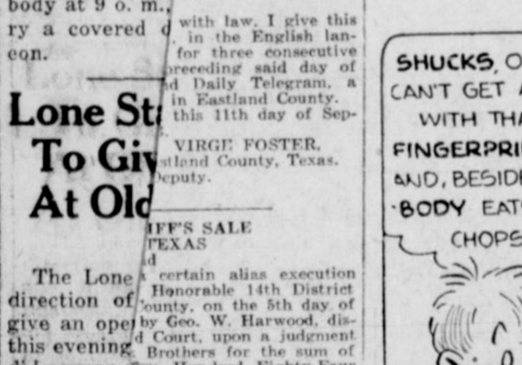 body at 9 o. m.,
ry a covered
con.
Lone St
To Giv
At Old
The Lone
direction of
give an ope
this evening
with law. I give this
in the English lan-
for three consecutive
preceding said day of
Daily Telegram, a
in Eastland County.
this 11th day of Sep-
VIRGE FOSTER,
County, Texas.
Deputy.
IFF'S SALE
TEXAS
certain alias execution
Honorable 14th District
ounty, on the 5th day of
by Geo. W. Harwood, dis-
d Court, upon a judgment
Brothers for the sum of
SHUCKS, O
CAN'T GET
WITH THA
FINGERPRI
AND, BESIDE
-BODY EAT
CHOPS